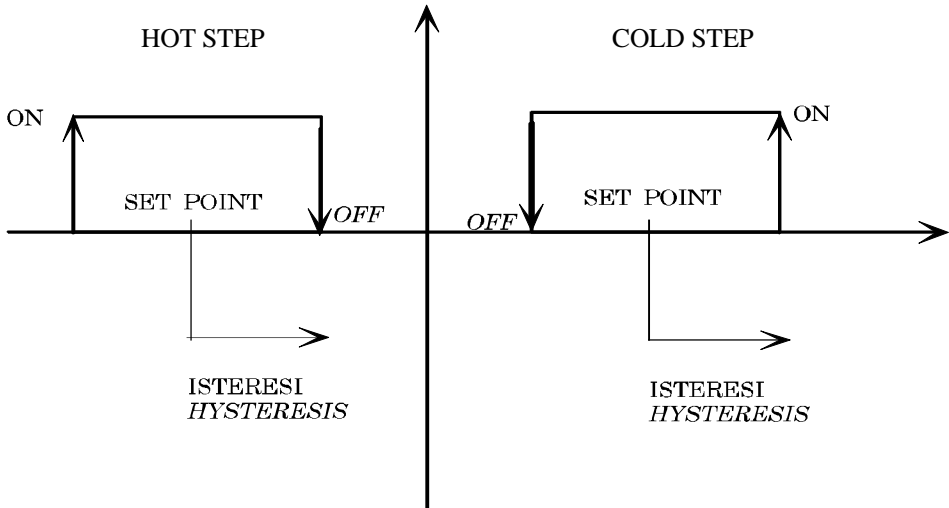 HOT STEP
COLD STEP
ON
ON
SET POINT
SET POINT
OFF
OFF
ISTERESI
HYSTERESIS
ISTERESI
HYSTERESIS